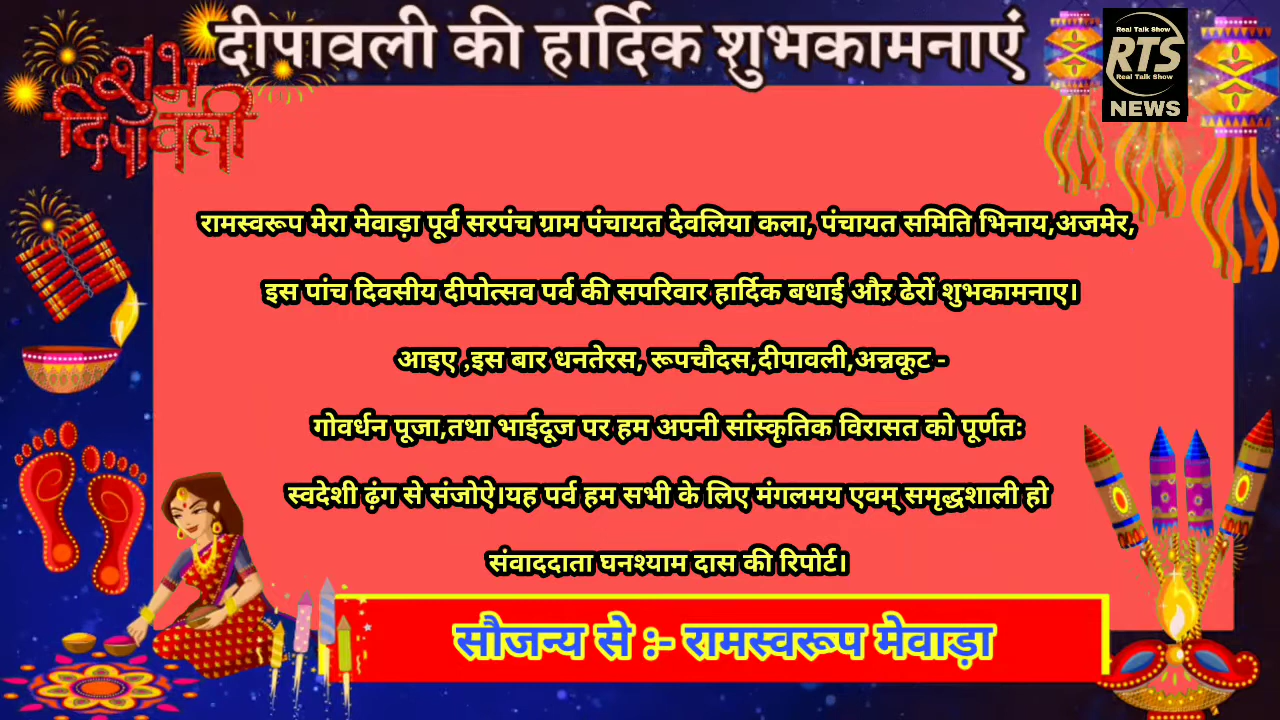 दीपावली की हार्दिक शुभकामनाएं
शुभ
दिपावली
Real Talk Show
RTS
Real Talk Show
NEWS
रामस्वरूप मेरा मेवाड़ा पूर्व सरपंच ग्राम पंचायत देवलिया कला, पंचायत समिति भिनाय,अजमेर,
इस पांच दिवसीय दीपोत्सव पर्व की सपरिवार हार्दिक बधाई और ढेरों शुभकामनाए।
आइए ,इस बार धनतेरस, रूपचौदस,दीपावली,अन्नकूट -
गोवर्धन पूजा,तथा भाईदूज पर हम अपनी सांस्कृतिक विरासत को पूर्णतः
स्वदेशी ढ़ंग से संजोऐ।यह पर्व हम सभी के लिए मंगलमय एवम् समृद्धशाली हो
संवाददाता घनश्याम दास की रिपोर्ट।
सौजन्य से :- रामस्वरूप मेवाड़ा